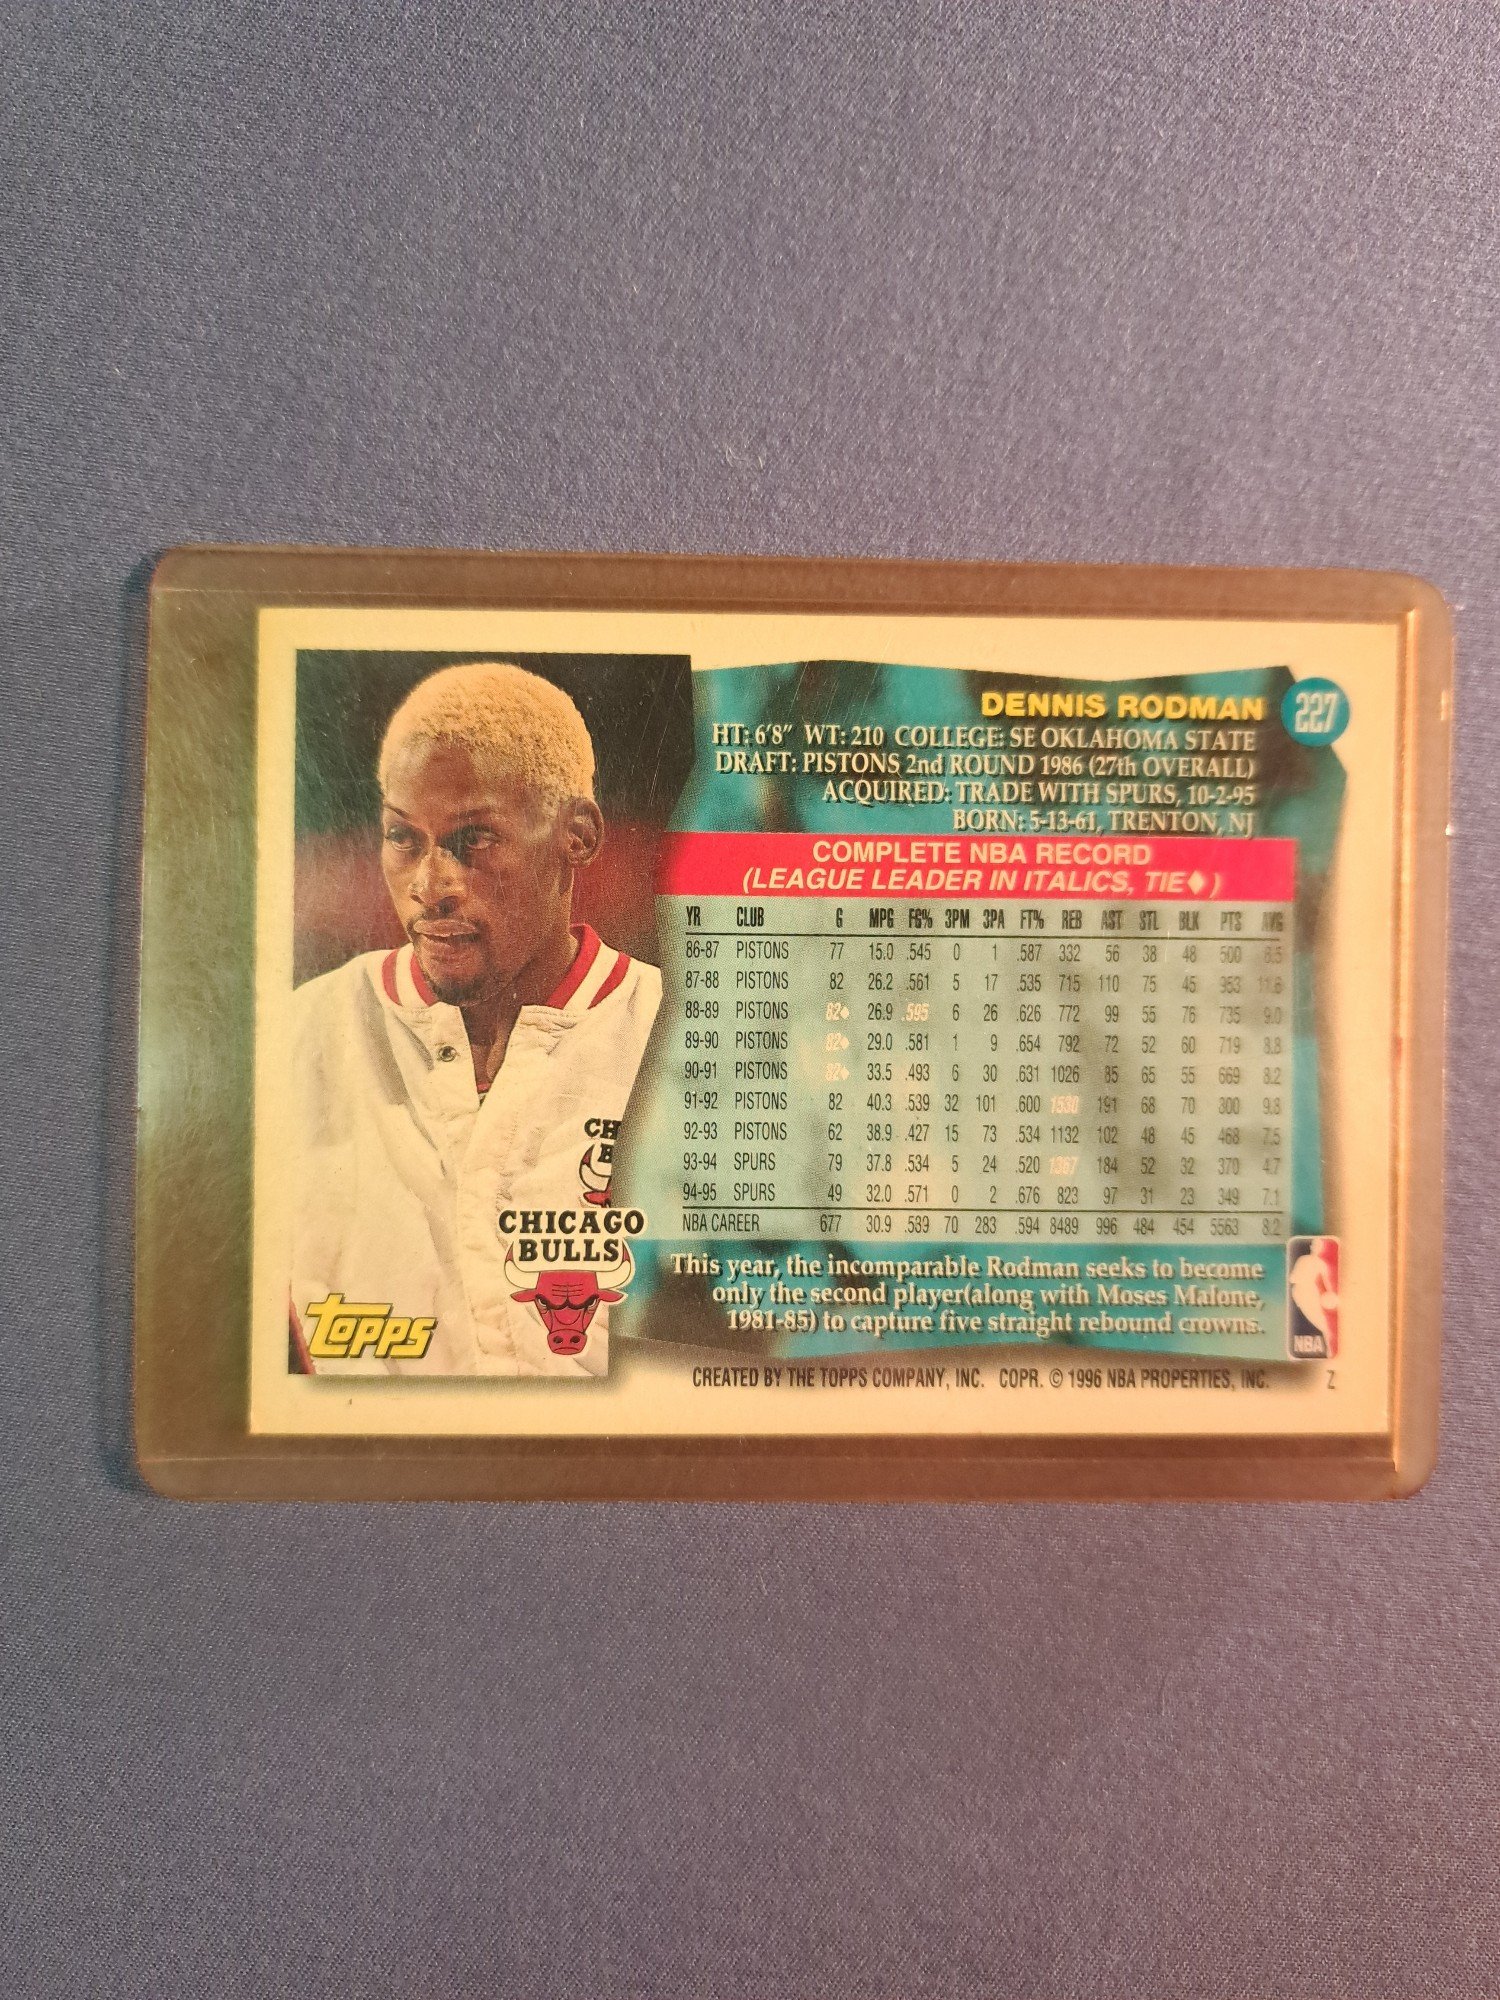 DENNIS RODMAN 227
HT: 6'8" WT: 210 COLLEGE: SE OKLAHOMA STATE
DRAFT: PISTONS 2nd ROUND 1986 (27th OVERALL)
ACQUIRED: TRADE WITH SPURS, 10-2-95
BORN: 5-13-61, TRENTON, NJ
COMPLETE NBA RECORD
(LEAGUE LEADER IN ITALICS, TIE♦)
YR CLUB G MPG FG% 3PM 3PA FT% REB AST STL BLK PTS AVG
86-87 PISTONS 77 15.0 .545 0 1 .587 332 56 38 48 500 6.5
87-88 PISTONS 82 26.2 .561 5 17 .535 715 110 75 45 953 11.6
88-89 PISTONS 82♦ 26.9 .595 6 26 .626 772 99 55 76 735 9.0
89-90 PISTONS 82♦ 29.0 .581 1 9 .654 792 72 52 60 719 8.8
90-91 PISTONS 82♦ 33.5 .493 6 30 .631 1026 85 65 55 669 8.2
91-92 PISTONS 82 40.3 .539 32 101 .600 1530 191 68 70 800 9.8
92-93 PISTONS 62 38.9 .427 15 73 .534 1132 102 48 45 468 7.5
93-94 SPURS 79 37.8 .534 5 24 .520 1367 184 52 32 370 4.7
94-95 SPURS 49 32.0 .571 0 2 .676 823 97 31 23 349 7.1
NBA CAREER 677 30.9 .539 70 283 .594 8489 996 484 454 5563 8.2
This year, the incomparable Rodman seeks to become
only the second player(along with Moses Malone,
1981-85) to capture five straight rebound crowns.
CH
B
CHICAGO
BULLS
Topps
NBA
CREATED BY THE TOPPS COMPANY, INC. COPR. © 1996 NBA PROPERTIES, INC. Z